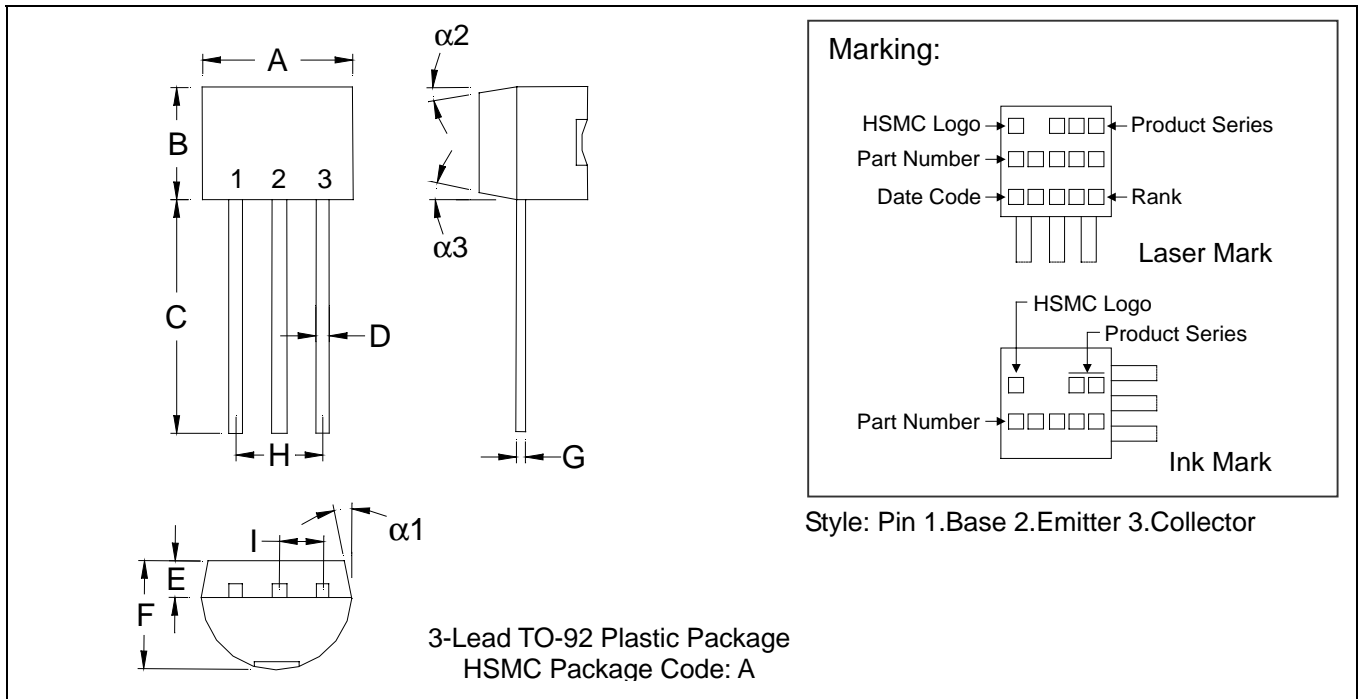 α2
A
B
1 2 3
α3
C
D
H
G
I
α1
E
F
3-Lead TO-92 Plastic Package
HSMC Package Code: A
Marking:
HSMC Logo
Product Series
Part Number
Date Code
Rank
Laser Mark
HSMC Logo
Product Series
Part Number
Ink Mark
Style: Pin 1.Base 2.Emitter 3.Collector